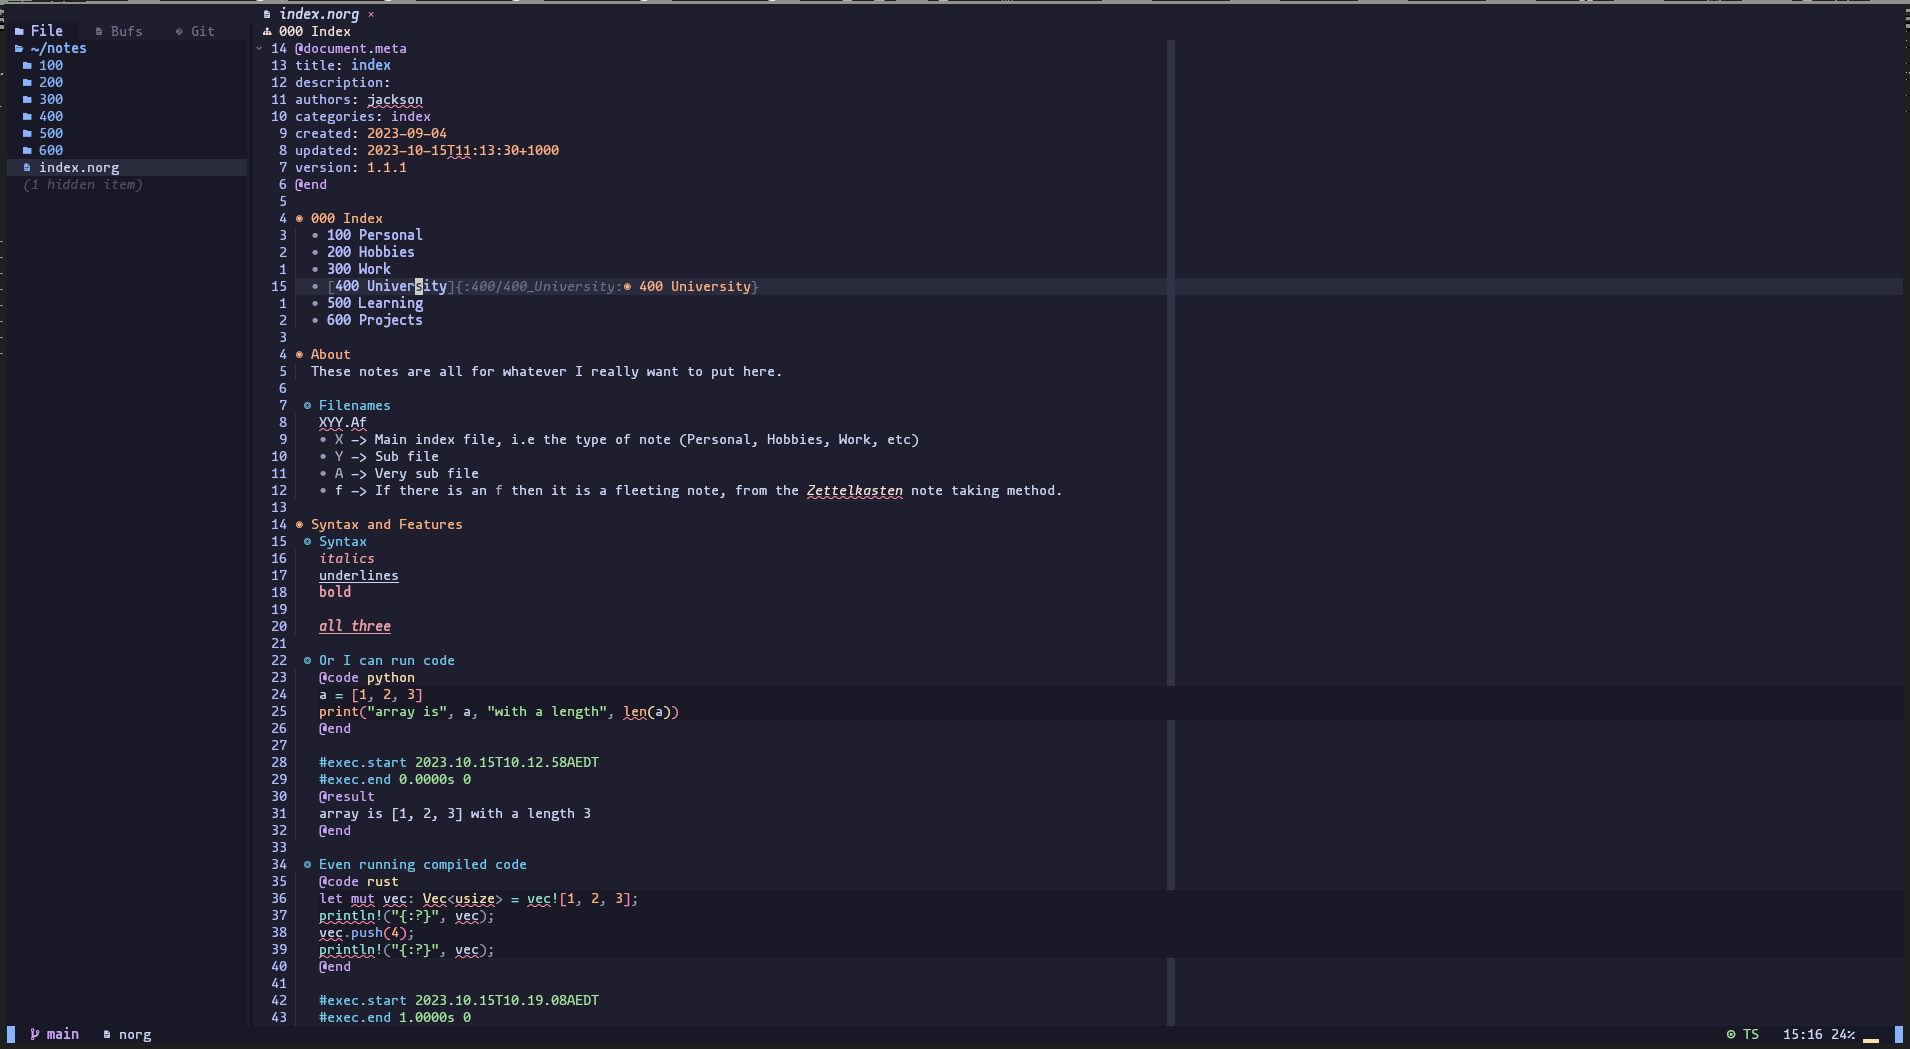 File Bufs Git
~/notes
100
200
300
400
500
600
index.norg
(1 hidden item)
index.norg ×
000 Index
14 @document.meta
13 title: index
12 description:
11 authors: jackson
10 categories: index
9 created: 2023-09-04
8 updated: 2023-10-15T11:13:30+1000
7 version: 1.1.1
6 @end
5
4 ◉ 000 Index
3 • 100 Personal
2 • 200 Hobbies
1 • 300 Work
15 • [400 University]{:400/400_University:◉ 400 University}
1 • 500 Learning
2 • 600 Projects
3
4 ◉ About
5 These notes are all for whatever I really want to put here.
6
7 ◎ Filenames
8 XYY.Af
9 • X -> Main index file, i.e the type of note (Personal, Hobbies, Work, etc)
10 • Y -> Sub file
11 • A -> Very sub file
12 • f -> If there is an f then it is a fleeting note, from the Zettelkasten note taking method.
13
14 ◉ Syntax and Features
15 ◎ Syntax
16 italics
17 underlines
18 bold
19
20 all three
21
22 ◎ Or I can run code
23 @code python
24 a = [1, 2, 3]
25 print("array is", a, "with a length", len(a))
26 @end
27
28 #exec.start 2023.10.15T10.12.58AEDT
29 #exec.end 0.0000s 0
30 @result
31 array is [1, 2, 3] with a length 3
32 @end
33
34 ◎ Even running compiled code
35 @code rust
36 let mut vec: Vec<usize> = vec![1, 2, 3];
37 println!("{:?}", vec);
38 vec.push(4);
39 println!("{:?}", vec);
40 @end
41
42 #exec.start 2023.10.15T10.19.08AEDT
43 #exec.end 1.0000s 0
main norg TS 15:16 24%